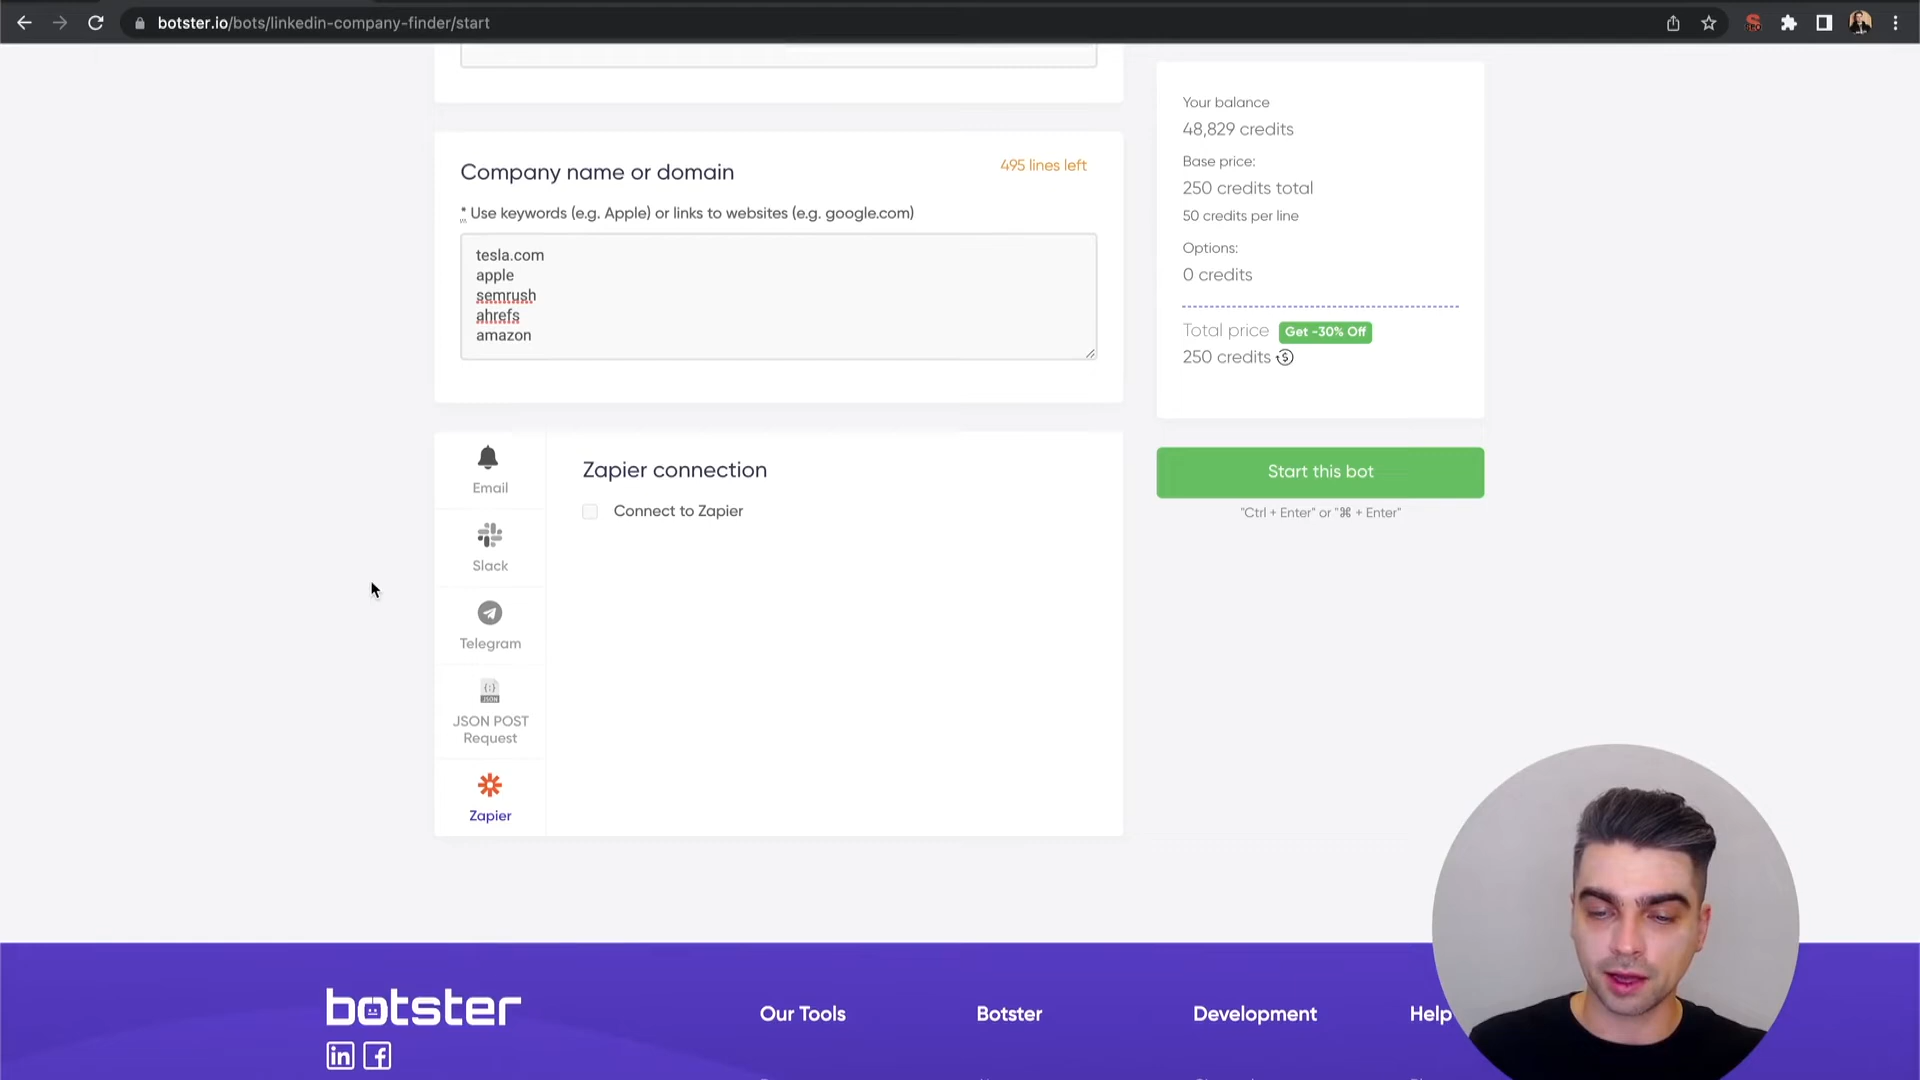 botster.io/bots/linkedin-company-finder/start
Company name or domain
495 lines left
* Use keywords (e.g. Apple) or links to websites (e.g. google.com)
tesla.com
apple
semrush
ahrefs
amazon
Your balance
48,829 credits
Base price:
250 credits total
50 credits per line
Options:
0 credits
Total price Get -30% Off
250 credits
Start this bot
"Ctrl + Enter" or "⌘ + Enter"
Email
Slack
Telegram
JSON
JSON POST
Request
Zapier
Zapier connection
Connect to Zapier
botster
in f
Our Tools
Botster
Development
Help